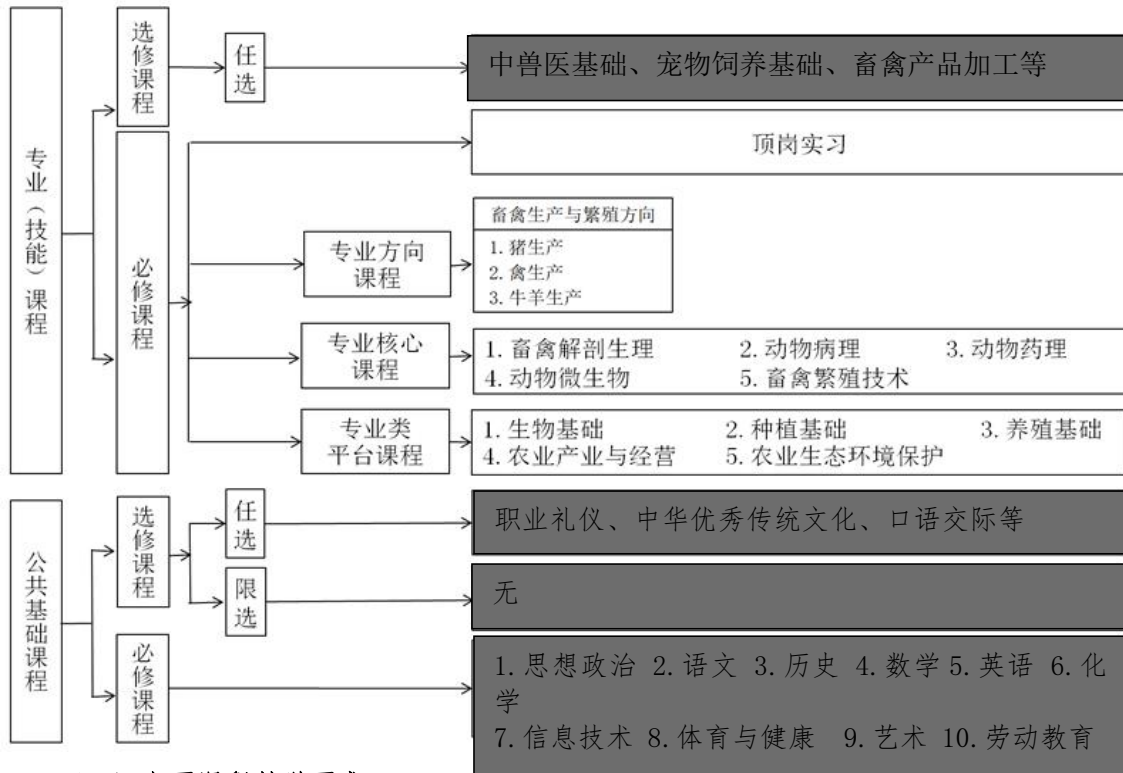 专业（技能）课程
选修课程
任选
中兽医基础、宠物饲养基础、畜禽产品加工等
必修课程
顶岗实习
专业方向
课程
畜禽生产与繁殖方向
1. 猪生产
2. 禽生产
3. 牛羊生产
专业核心
课程
1. 畜禽解剖生理 2. 动物病理 3. 动物药理
4. 动物微生物 5. 畜禽繁殖技术
专业类
平台课程
1. 生物基础 2. 种植基础 3. 养殖基础
4. 农业产业与经营 5. 农业生态环境保护
公共基础课程
选修课程
任选
职业礼仪、中华优秀传统文化、口语交际等
限选
无
必修课程
1. 思想政治 2. 语文 3. 历史 4. 数学 5. 英语 6. 化
学
7. 信息技术 8. 体育与健康 9. 艺术 10. 劳动教育